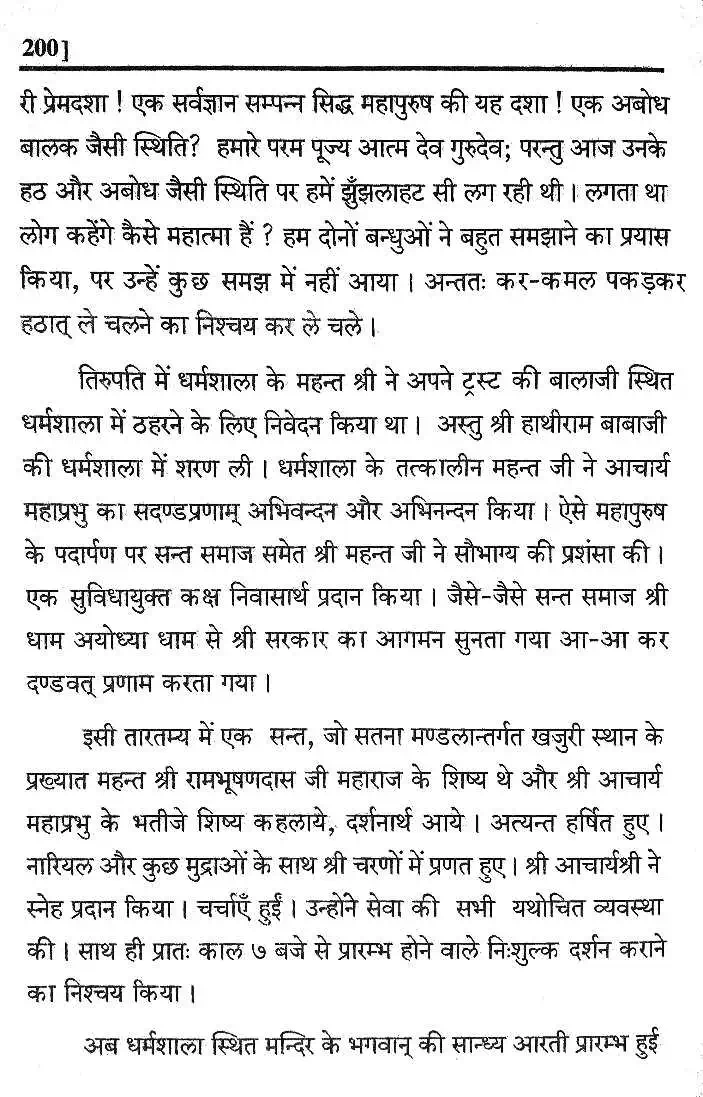 200]
री प्रेमदशा ! एक सर्वज्ञान सम्पन्न सिद्ध महापुरुष की यह दशा ! एक अबोध
बालक जैसी स्थिति? हमारे परम पूज्य आत्म देव गुरुदेव; परन्तु आज उनके
हठ और अबोध जैसी स्थिति पर हमें झुँझलाहट सी लग रही थी । लगता था
लोग कहेंगे कैसे महात्मा हैं ? हम दोनों बन्धुओं ने बहुत समझाने का प्रयास
किया, पर उन्हें कुछ समझ में नहीं आया । अन्ततः कर-कमल पकड़कर
हठात् ले चलने का निश्चय कर ले चले ।
तिरुपति में धर्मशाला के महन्त श्री ने अपने ट्रस्ट की बालाजी स्थित
धर्मशाला में ठहरने के लिए निवेदन किया था । अस्तु श्री हाथीराम बाबाजी
की धर्मशाला में शरण ली । धर्मशाला के तत्कालीन महन्त जी ने आचार्य
महाप्रभु का सदण्डप्रणाम् अभिवन्दन और अभिनन्दन किया । ऐसे महापुरुष
के पदार्पण पर सन्त समाज समेत श्री महन्त जी ने सौभाग्य की प्रशंसा की ।
एक सुविधायुक्त कक्ष निवासार्थ प्रदान किया । जैसे-जैसे सन्त समाज श्री
धाम अयोध्या धाम से श्री सरकार का आगमन सुनता गया आ-आ कर
दण्डवत् प्रणाम करता गया ।
इसी तारतम्य में एक सन्त, जो सतना मण्डलान्तर्गत खजुरी स्थान के
प्रख्यात महन्त श्री रामभूषणदास जी महाराज के शिष्य थे और श्री आचार्य
महाप्रभु के भतीजे शिष्य कहलाये, दर्शनार्थ आये । अत्यन्त हर्षित हुए ।
नारियल और कुछ मुद्राओं के साथ श्री चरणों में प्रणत हुए । श्री आचार्यश्री ने
स्नेह प्रदान किया । चर्चाएँ हुईं । उन्होंने सेवा की सभी यथोचित व्यवस्था
की । साथ ही प्रातः काल ७ बजे से प्रारम्भ होने वाले निःशुल्क दर्शन कराने
का निश्चय किया ।
अब धर्मशाला स्थित मन्दिर के भगवान् की सान्ध्य आरती प्रारम्भ हुई